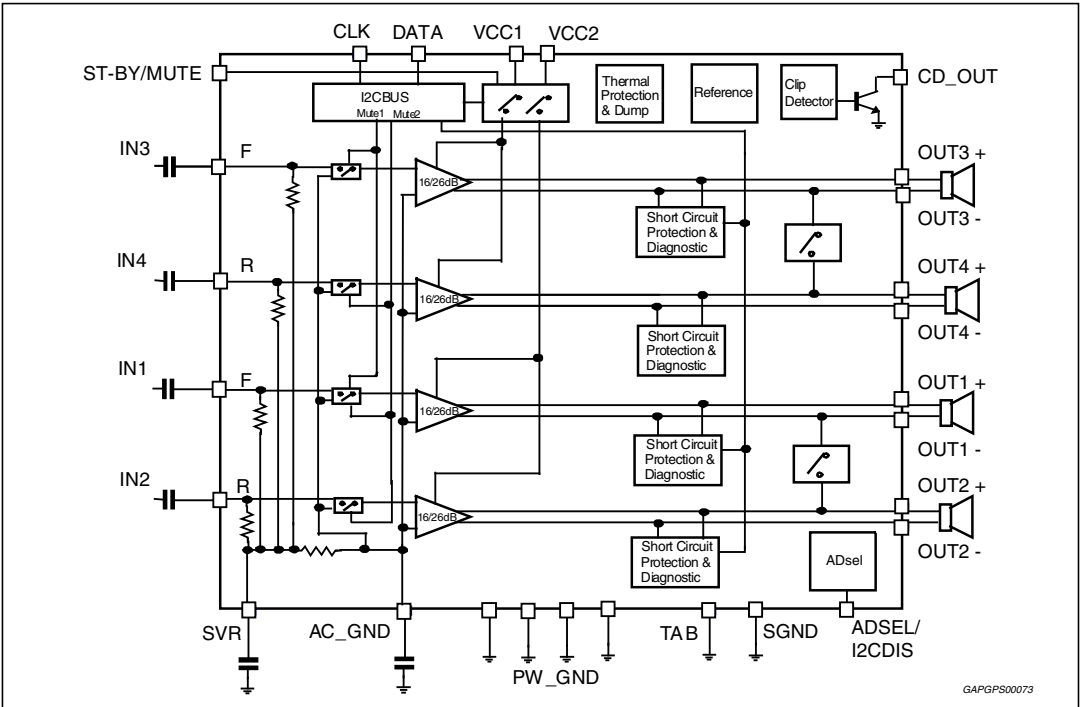 CLK DATA VCC1 VCC2
ST-BY/MUTE
I2CBUS
Mute1 Mute2
Thermal
Protection
& Dump
Reference
Clip
Detector
CD_OUT
IN3
F
16/26dB
OUT3 +
OUT3 -
Short Circuit
Protection &
Diagnostic
IN4
R
16/26dB
OUT4 +
OUT4 -
Short Circuit
Protection &
Diagnostic
IN1
F
16/26dB
OUT1 +
OUT1 -
Short Circuit
Protection &
Diagnostic
IN2
R
16/26dB
OUT2 +
OUT2 -
Short Circuit
Protection &
Diagnostic
ADsel
SVR
AC_GND
PW_GND
TAB
SGND
ADSEL/
I2CDIS
GAPGPS00073